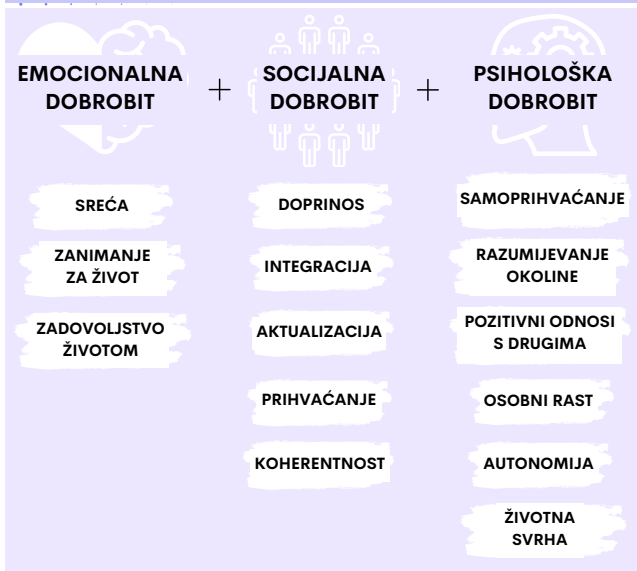 EMOCIONALNA
DOBROBIT
+
SOCIJALNA
DOBROBIT
+
PSIHOLOŠKA
DOBROBIT
SREĆA
ZANIMANJE
ZA ŽIVOT
ZADOVOLJSTVO
ŽIVOTOM
DOPRINOS
INTEGRACIJA
AKTUALIZACIJA
PRIHVAĆANJE
KOHERENTNOST
SAMOPRIHVAĆANJE
RAZUMIJEVANJE
OKOLINE
POZITIVNI ODNOSI
S DRUGIMA
OSOBNI RAST
AUTONOMIJA
ŽIVOTNA
SVRHA